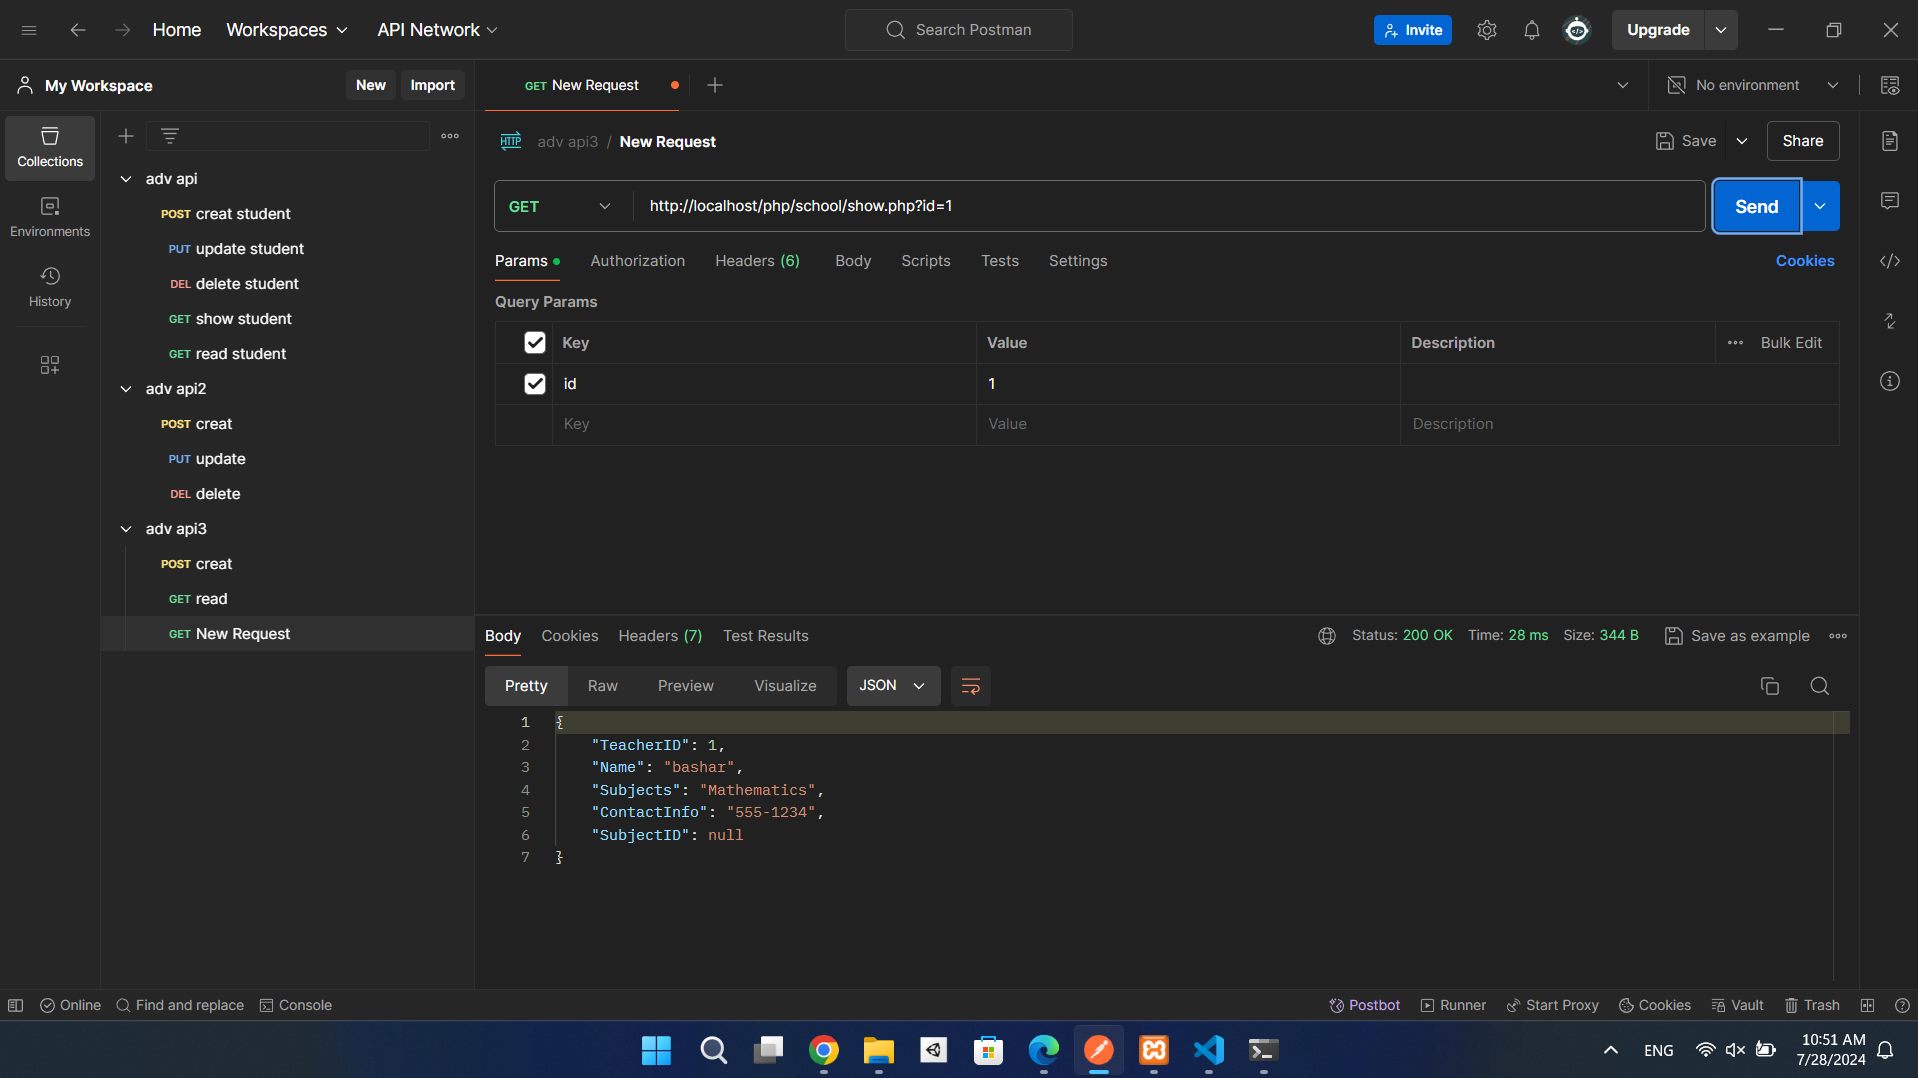 Home Workspaces API Network Search Postman Invite Upgrade
My Workspace New Import GET New Request No environment
Collections
Environments
History
adv api
POST creat student
PUT update student
DEL delete student
GET show student
GET read student
adv api2
POST creat
PUT update
DEL delete
adv api3
POST creat
GET read
GET New Request
HTTP adv api3 / New Request Save Share
GET http://localhost/php/school/show.php?id=1 Send
Params Authorization Headers (6) Body Scripts Tests Settings Cookies
Query Params
Key Value Description Bulk Edit
id 1
Key Value Description
Body Cookies Headers (7) Test Results Status: 200 OK Time: 28 ms Size: 344 B Save as example
Pretty Raw Preview Visualize JSON
1 {
2 "TeacherID": 1,
3 "Name": "bashar",
4 "Subjects": "Mathematics",
5 "ContactInfo": "555-1234",
6 "SubjectID": null
7 }
Online Find and replace Console Postbot Runner Start Proxy Cookies Vault Trash
ENG 10:51 AM
7/28/2024